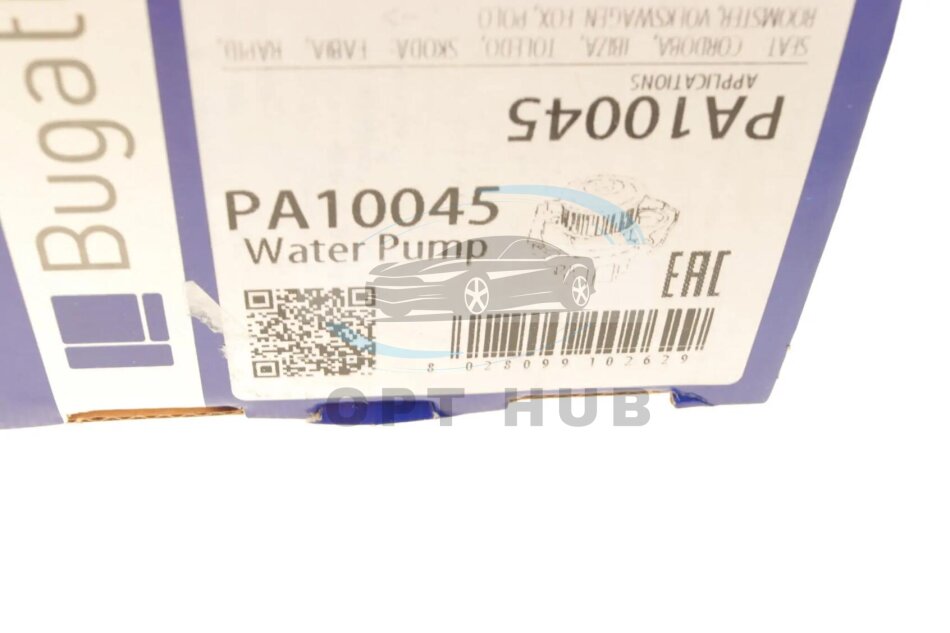 Bugat
ROOMSTER, VOLKSWAGEN: FOX, POLO
SEAT: CORDOBA, IBIZA, TOLEDO, SKODA: FABIA, RAPID,
APPLICATIONS
PA10045
PA10045
Water Pump
EAC
8 028099 102629
OPT HUB